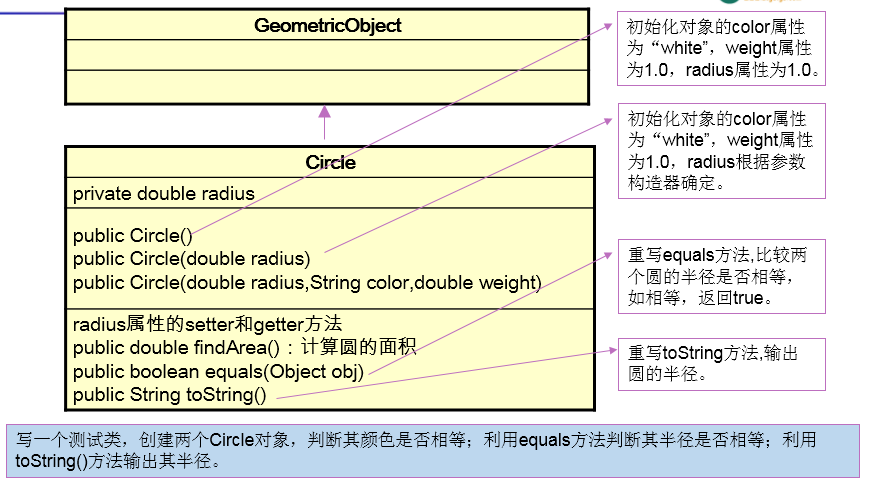 GeometricObject
初始化对象的color属性
为“white”，weight属性
为1.0，radius属性为1.0。
初始化对象的color属性
为“white”，weight属性
为1.0，radius根据参数
构造器确定。
Circle
private double radius
public Circle()
public Circle(double radius)
public Circle(double radius,String color,double weight)
重写equals方法,比较两
个圆的半径是否相等，
如相等，返回true。
radius属性的setter和getter方法
public double findArea()：计算圆的面积
public boolean equals(Object obj)
public String toString()
重写toString方法,输出
圆的半径。
写一个测试类，创建两个Circle对象，判断其颜色是否相等；利用equals方法判断其半径是否相等；利用
toString()方法输出其半径。